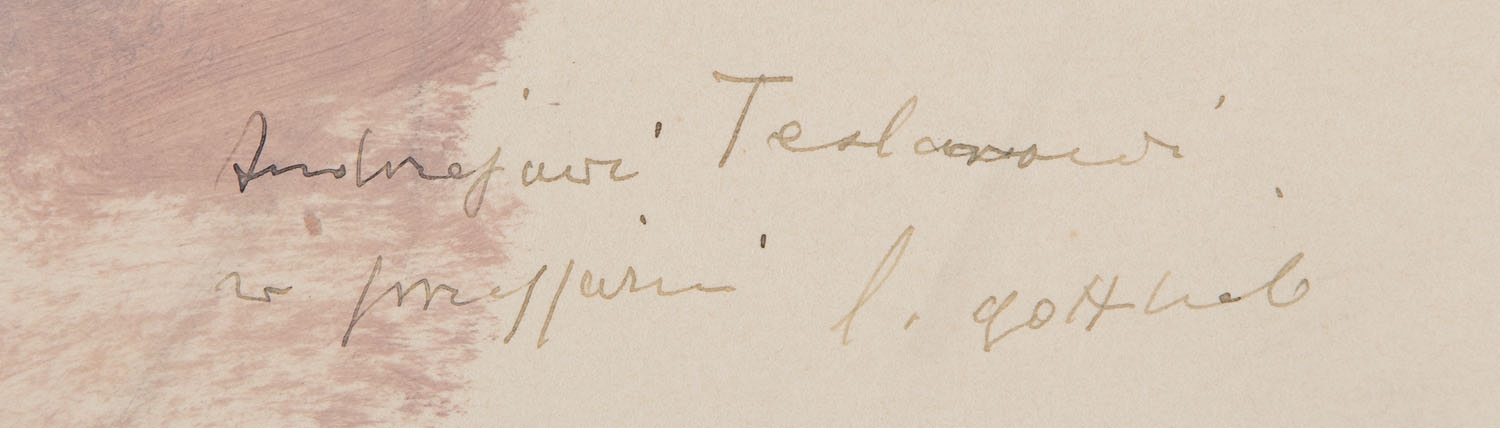 Andrzejowi Teslarowi
w przyjaźni l. gottlieb